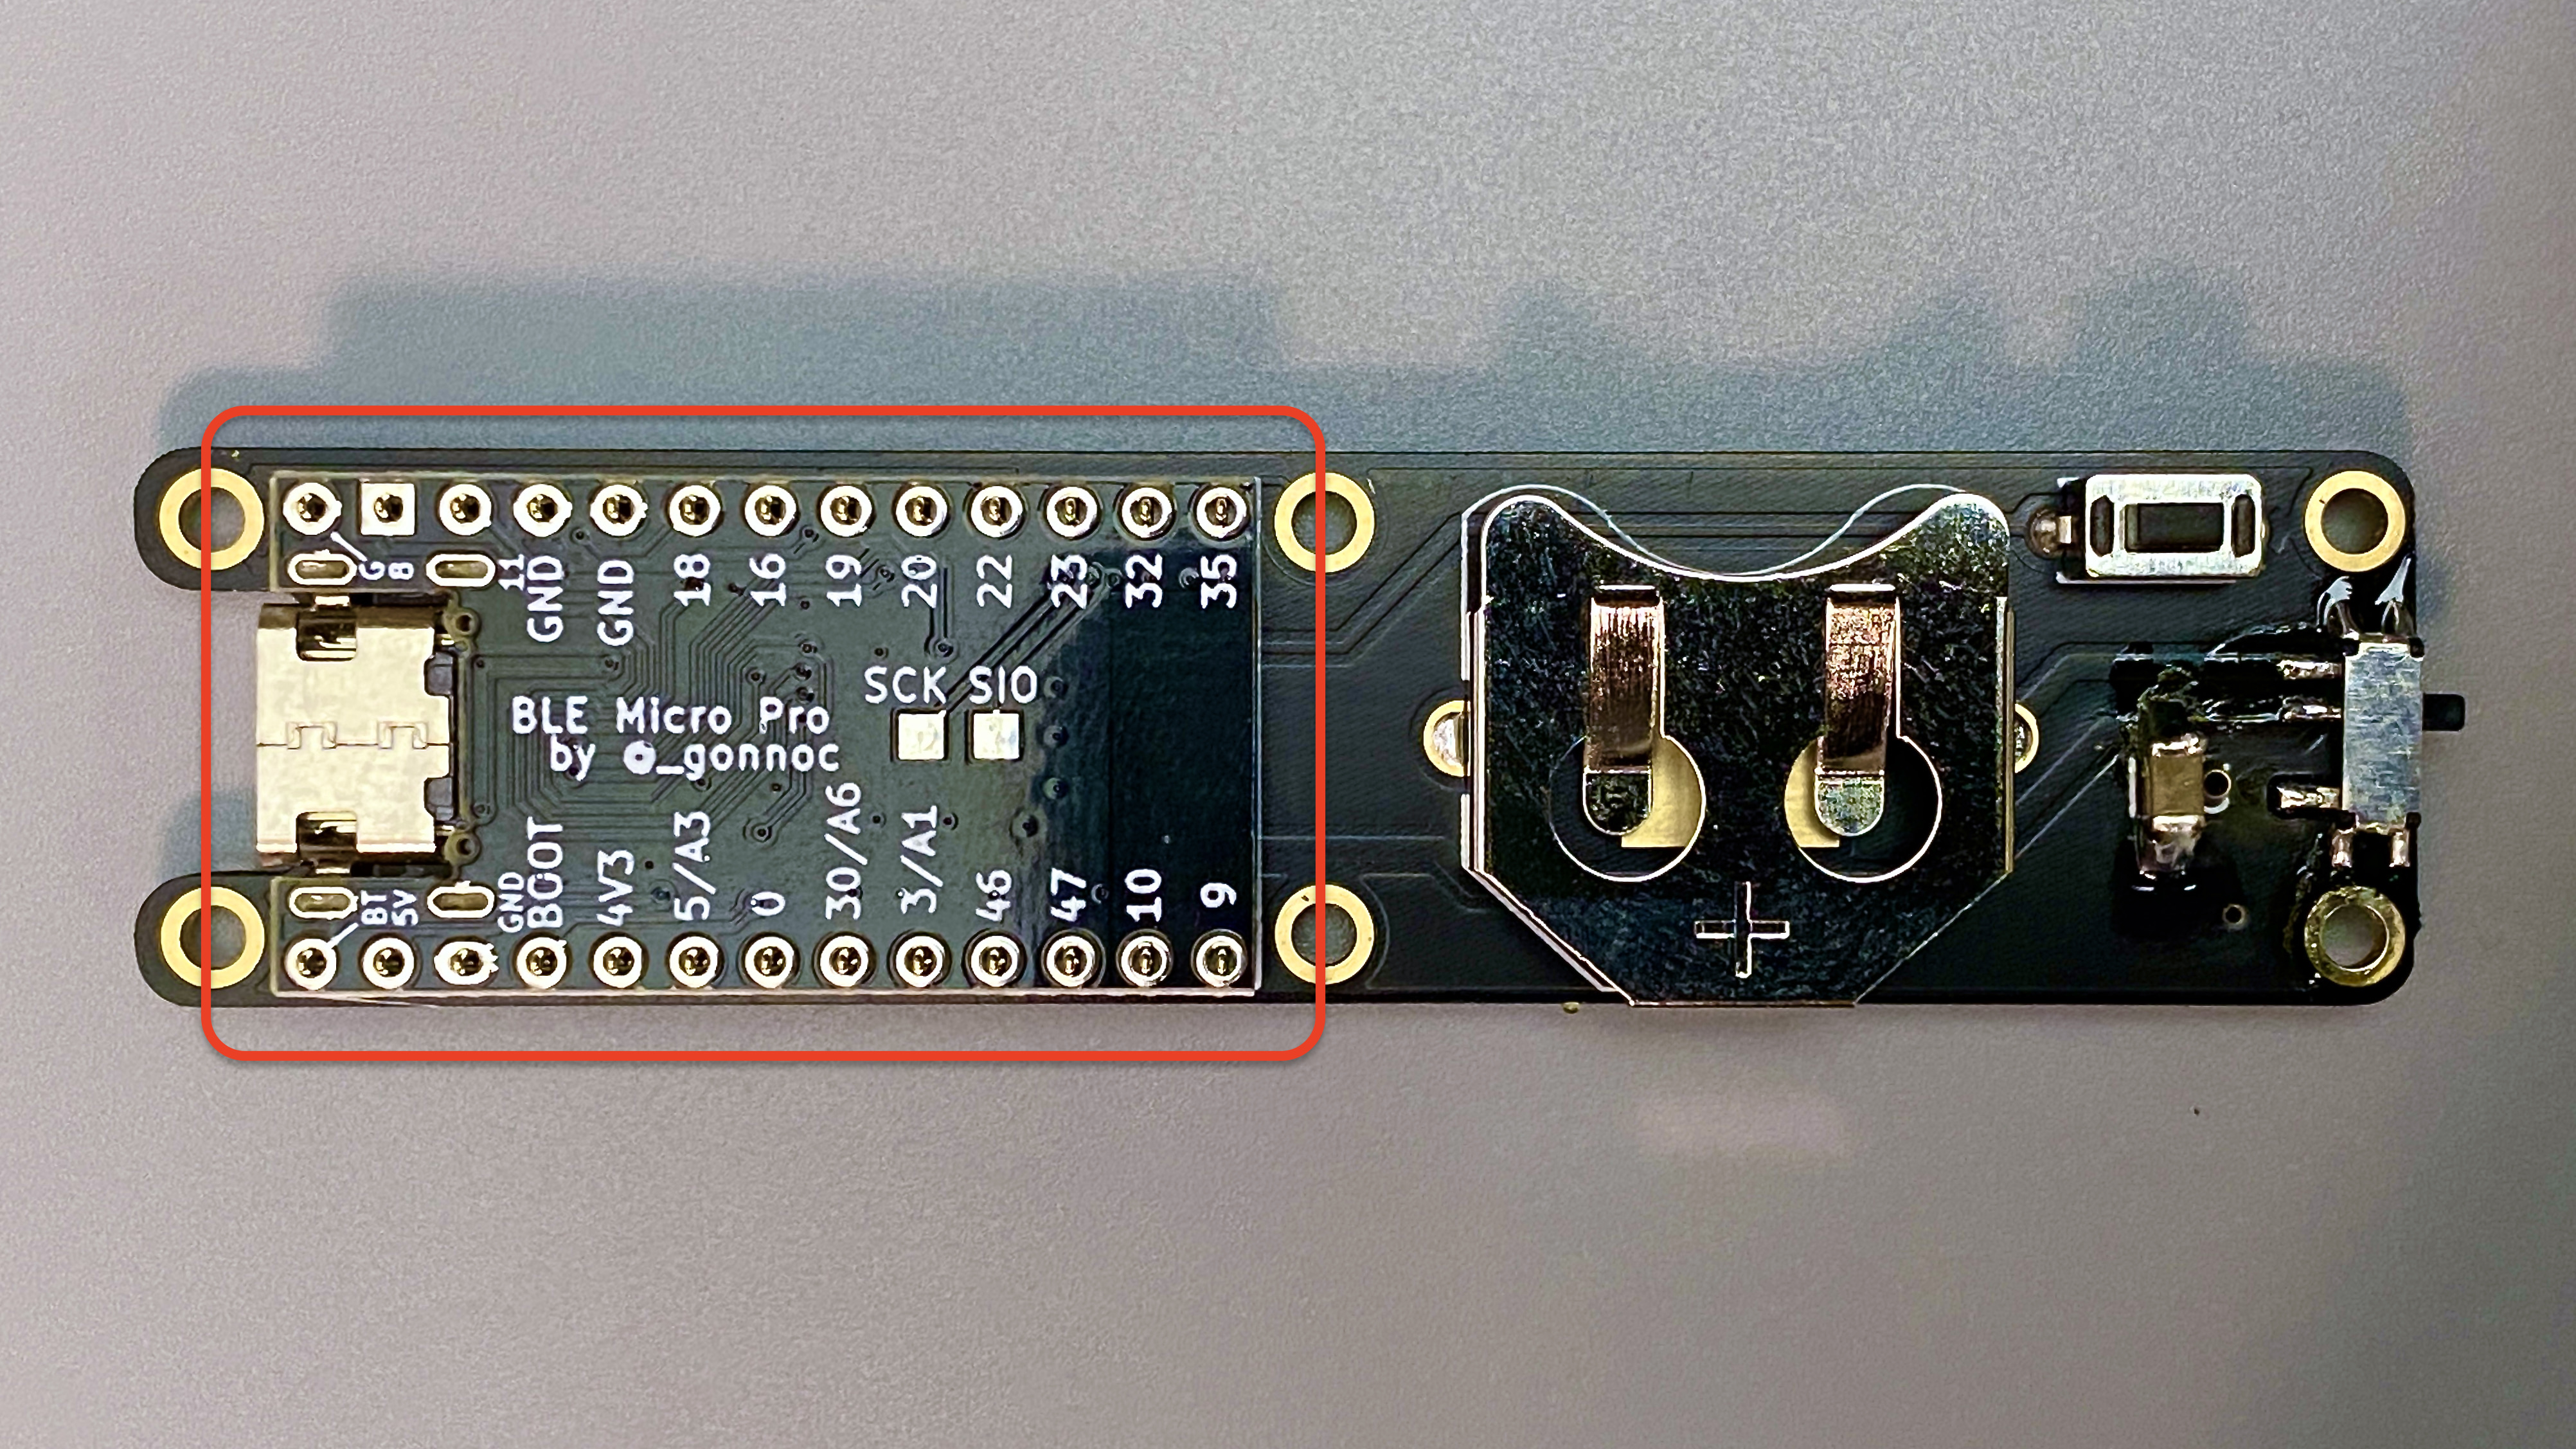 G
8
11
GND
GND
18
16
19
20
22
23
32
35
SCK SIO
BLE Micro Pro
by @_gonnoc
BT
5V
GND
BOOT
4V3
5/A3
0
30/A6
3/A1
46
47
10
9
+